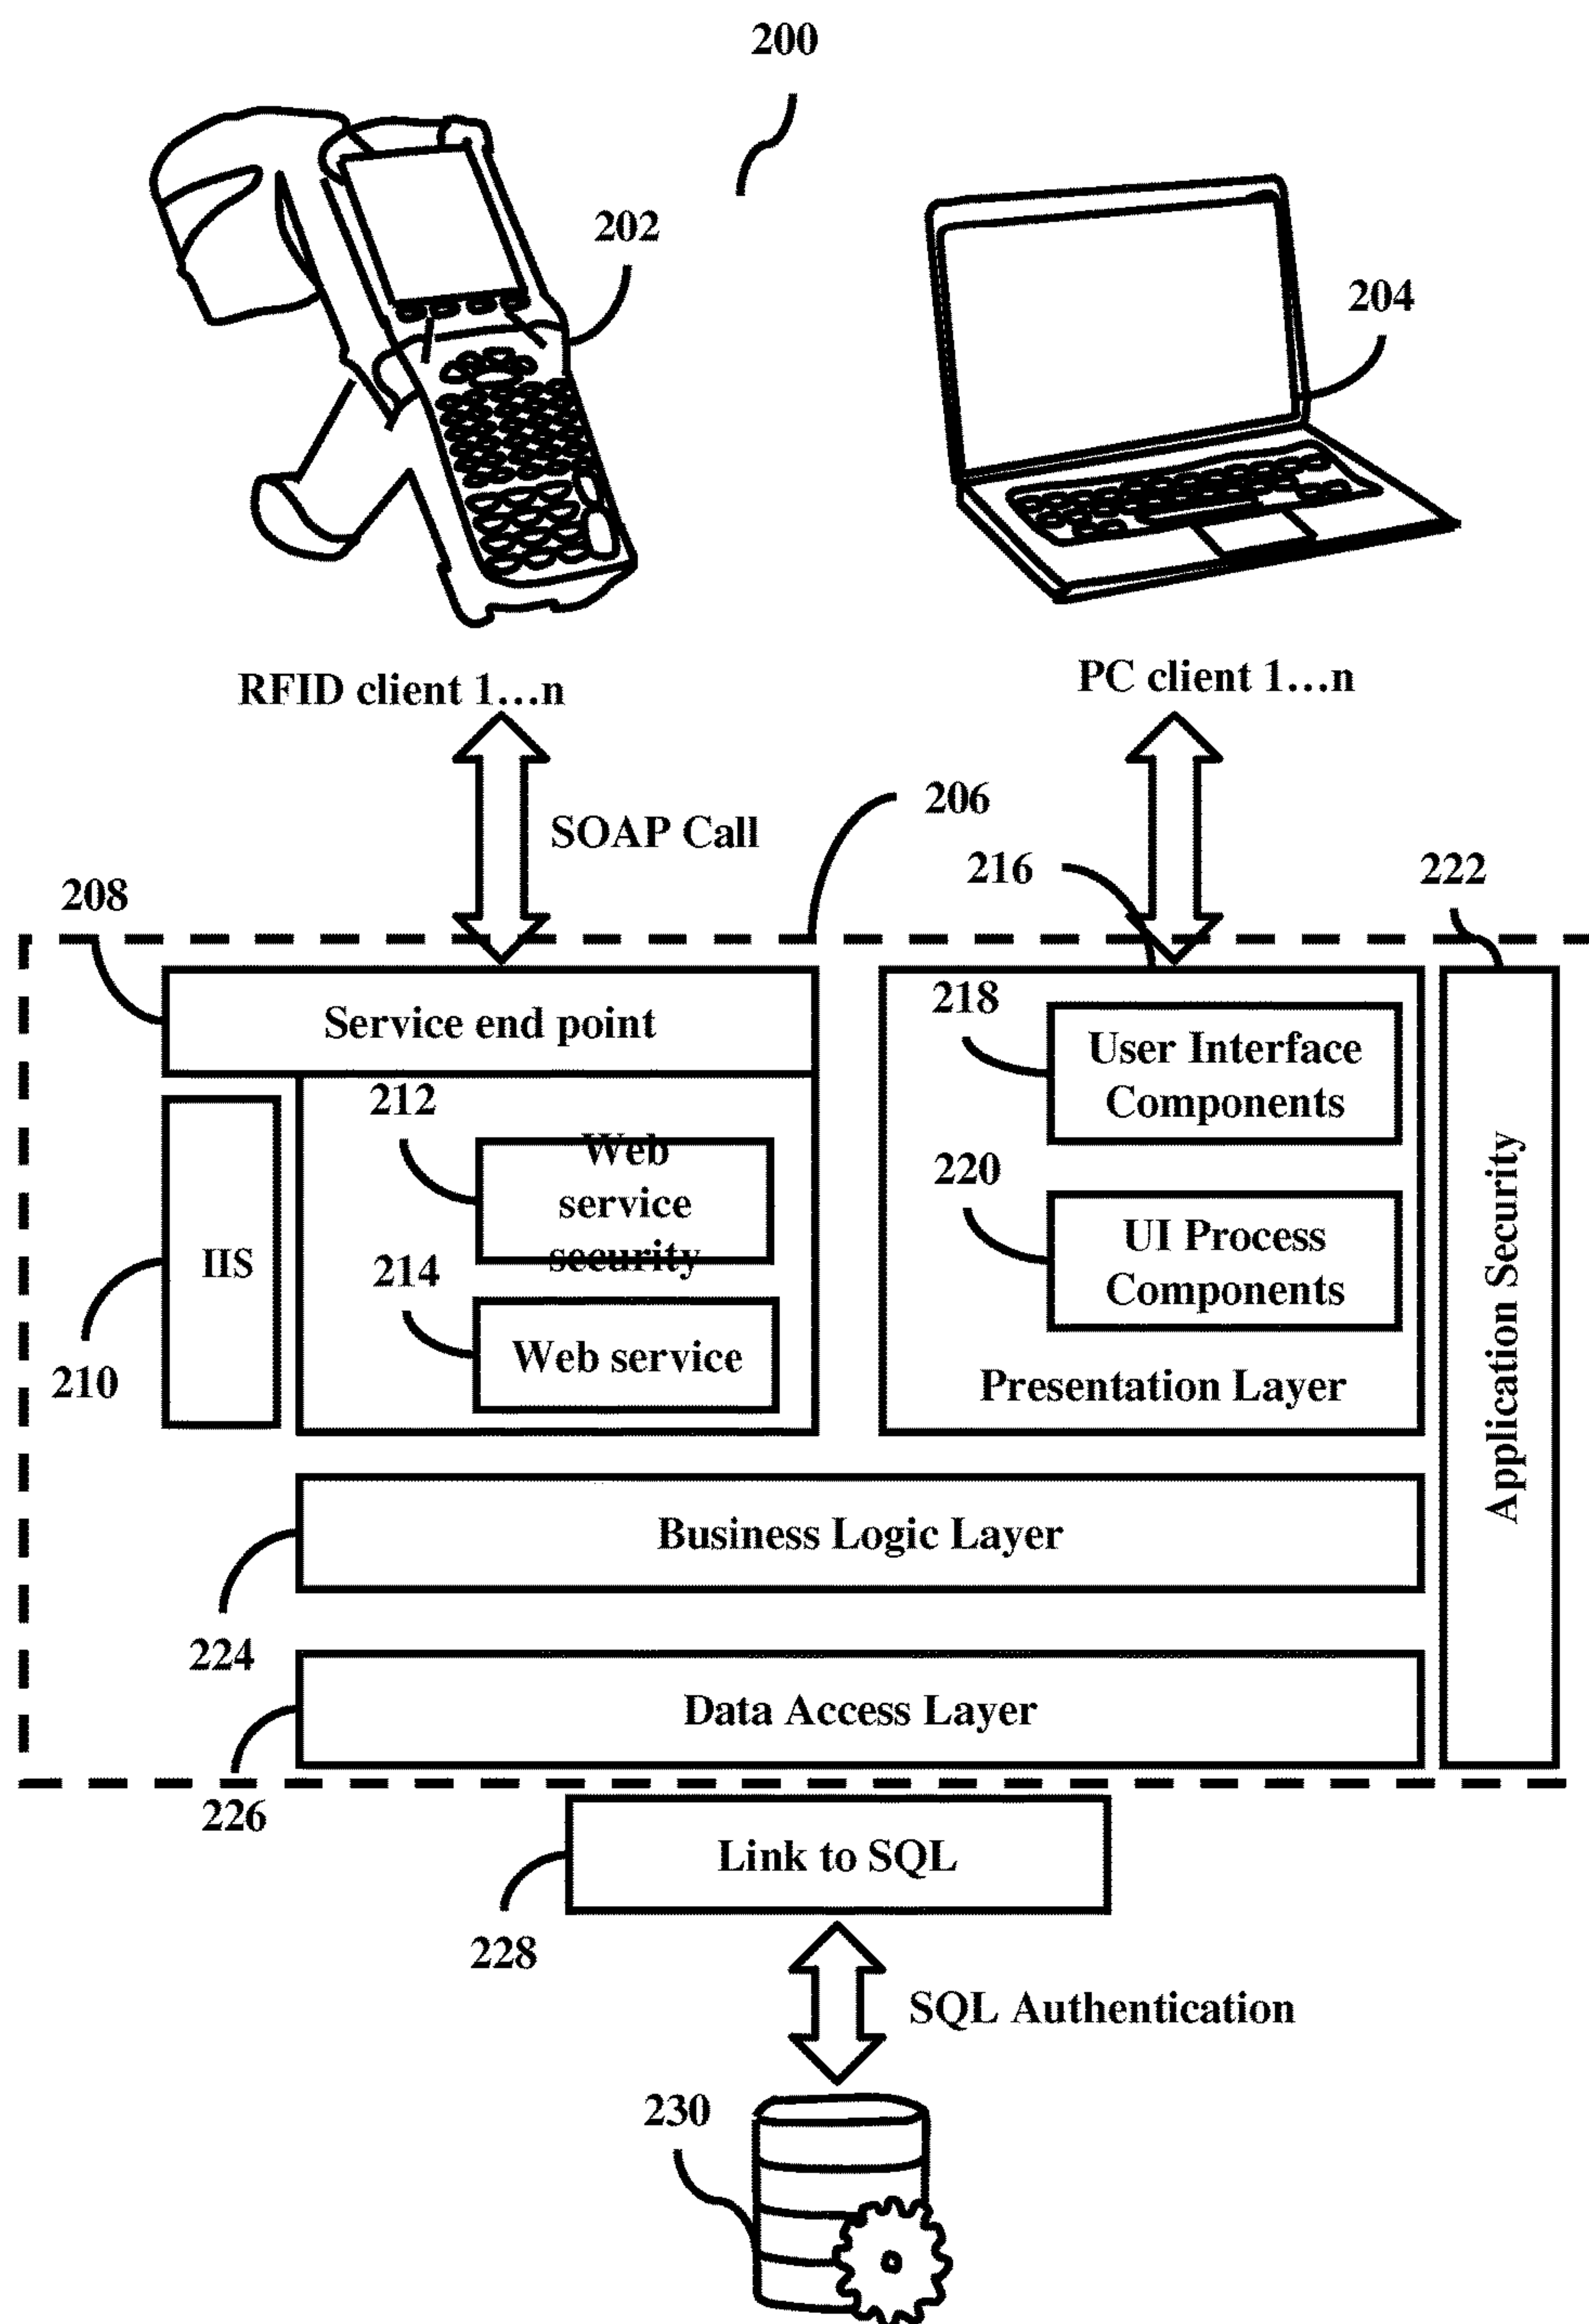 200
202
204
RFID client 1...n
PC client 1...n
SOAP Call
206
216
222
208
Service end point
218
User Interface
Components
212
Web
service
security
220
UI Process
Components
214
Web service
IIS
210
Presentation Layer
Application Security
Business Logic Layer
224
Data Access Layer
226
Link to SQL
228
SQL Authentication
230